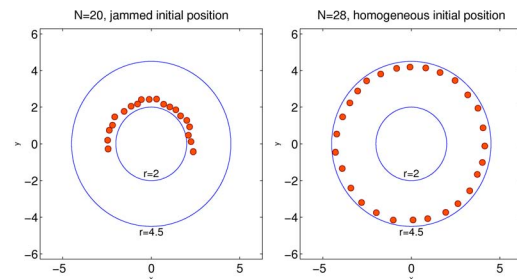 N=20, jammed initial position
6
4
2
0
−2
−4
−6
−5
0
5
y
r=2
r=4.5
N=28, homogeneous initial position
6
4
2
0
−2
−4
−6
−5
0
5
y
r=2
r=4.5